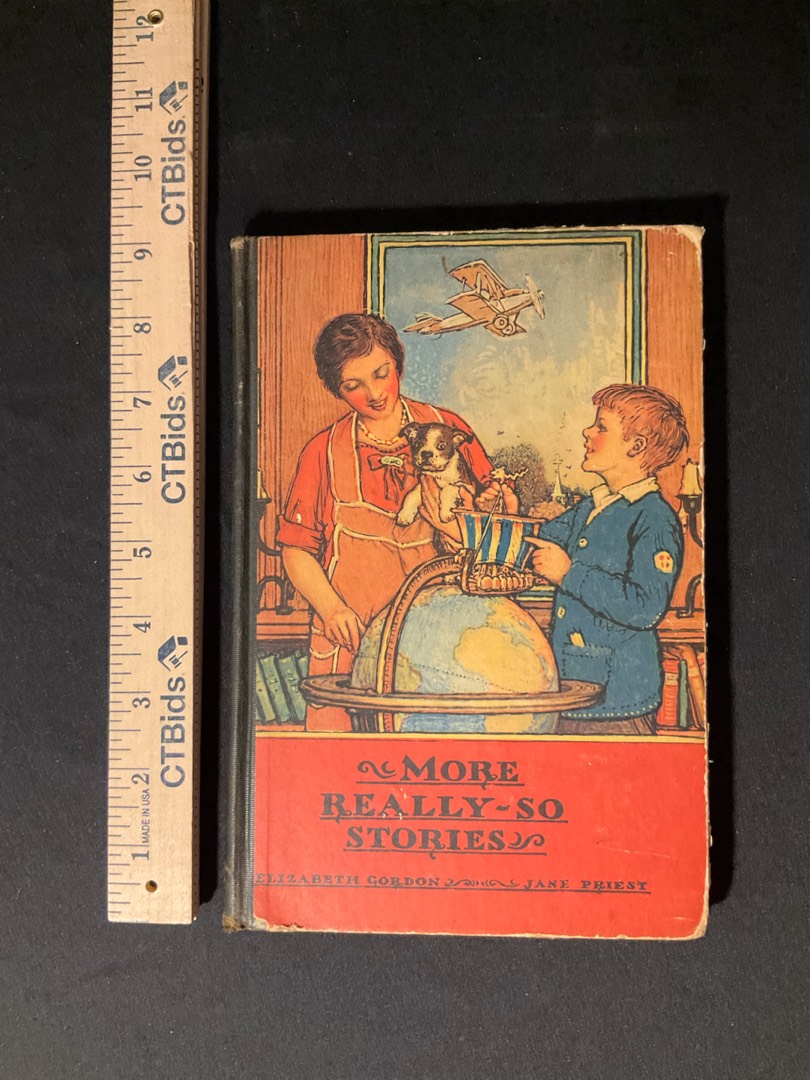 12
11
10
9
8
7
6
5
4
3
2
1
CTBids.
CTBids.
CTBids.
MADE IN USA
MORE
REALLY-SO
STORIES
ELIZABETH GORDON JANE PRIEST